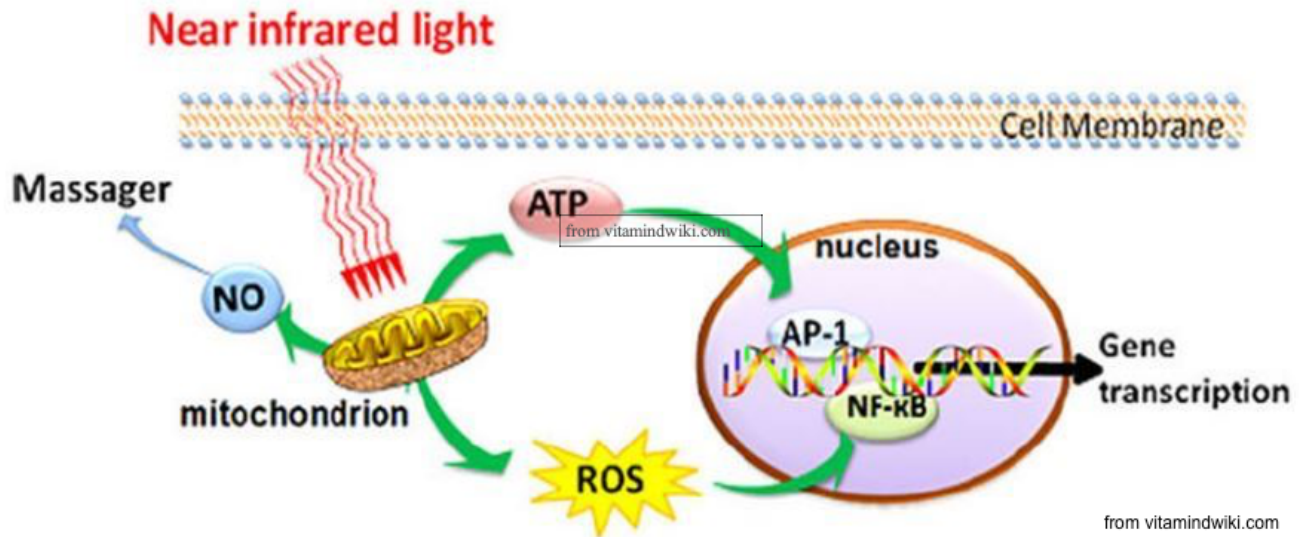 Near infrared light
Cell Membrane
Massager
ATP
from vitamindwiki.com
nucleus
NO
AP-1
Gene
transcription
mitochondrion
NF-κB
ROS
from vitamindwiki.com